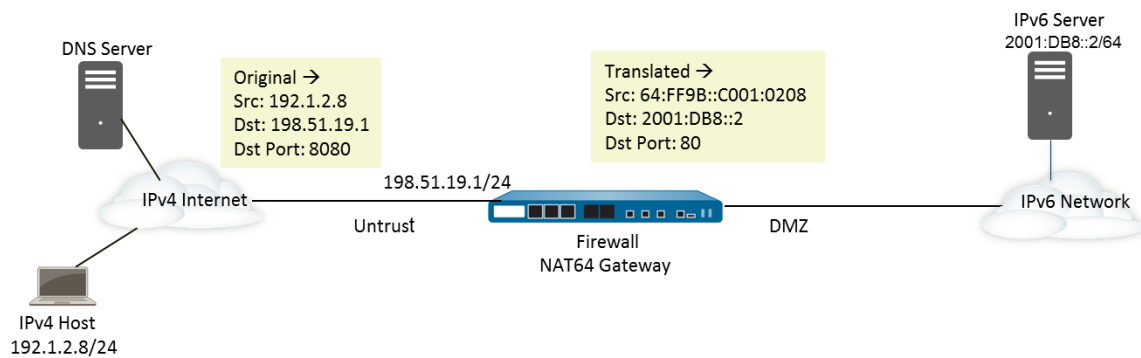 IPv6 Server
2001:DB8::2/64
DNS Server
Original →
Src: 192.1.2.8
Dst: 198.51.19.1
Dst Port: 8080
Translated →
Src: 64:FF9B::C001:0208
Dst: 2001:DB8::2
Dst Port: 80
198.51.19.1/24
IPv4 Internet
IPv6 Network
Untrust
DMZ
Firewall
NAT64 Gateway
IPv4 Host
192.1.2.8/24